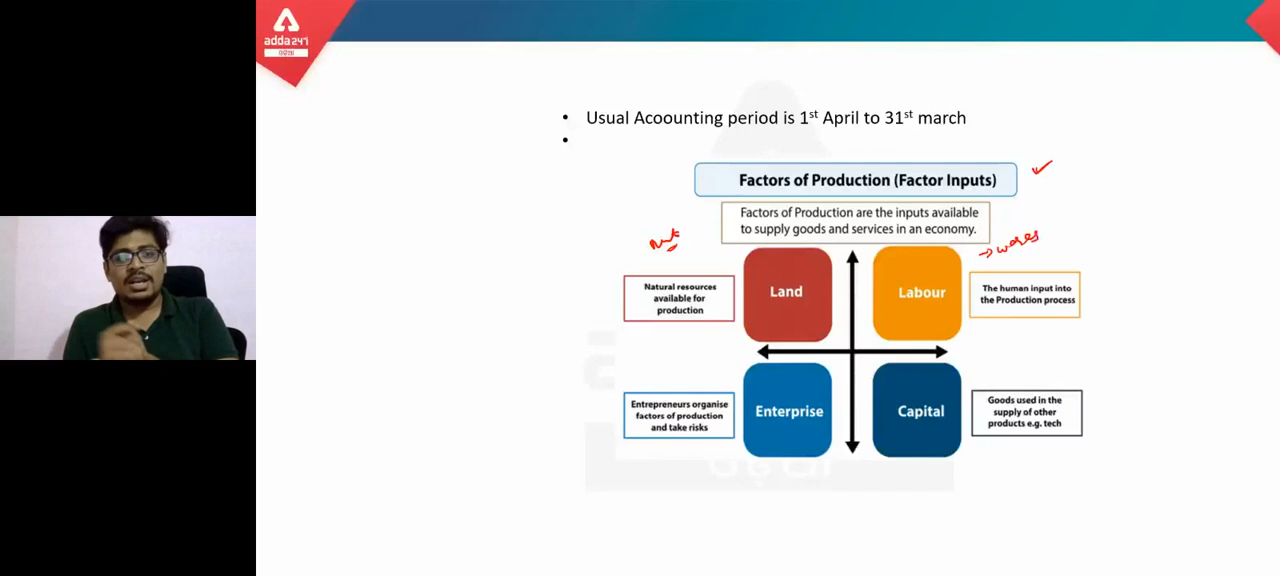 adda247
ଓଡ଼ିଆ
• Usual Acoounting period is 1st April to 31st march
•
Factors of Production (Factor Inputs)
Factors of Production are the inputs available
to supply goods and services in an economy.
→ wages
Natural resources
available for
production
Land
Labour
The human input into
the Production process
Entrepreneurs organise
factors of production
and take risks
Enterprise
Capital
Goods used in the
supply of other
products e.g. tech